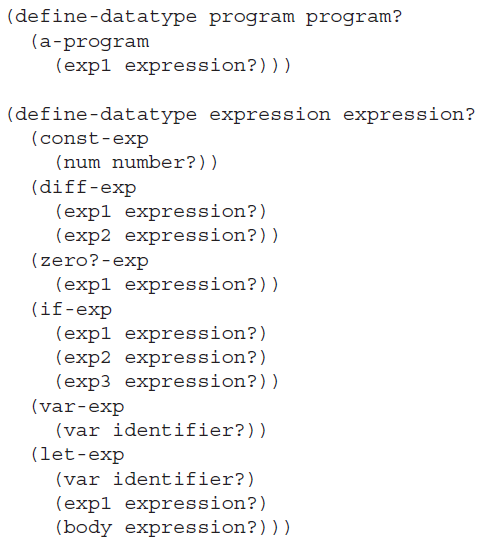 (define-datatype program program?
  (a-program
    (exp1 expression?)))

(define-datatype expression expression?
  (const-exp
    (num number?))
  (diff-exp
    (exp1 expression?)
    (exp2 expression?))
  (zero?-exp
    (exp1 expression?))
  (if-exp
    (exp1 expression?)
    (exp2 expression?)
    (exp3 expression?))
  (var-exp
    (var identifier?))
  (let-exp
    (var identifier?)
    (exp1 expression?)
    (body expression?)))